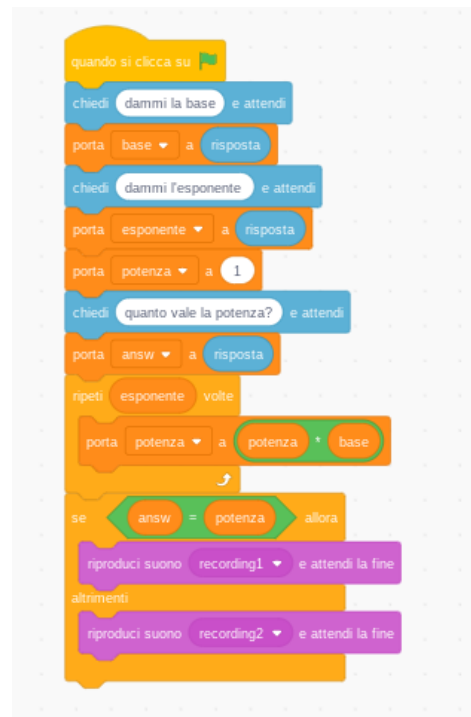 quando si clicca su
chiedi dammi la base e attendi
porta base a risposta
chiedi dammi l'esponente e attendi
porta esponente a risposta
porta potenza a 1
chiedi quanto vale la potenza? e attendi
porta answ a risposta
ripeti esponente volte
porta potenza a potenza * base
se answ = potenza allora
riproduci suono recording1 e attendi la fine
altrimenti
riproduci suono recording2 e attendi la fine